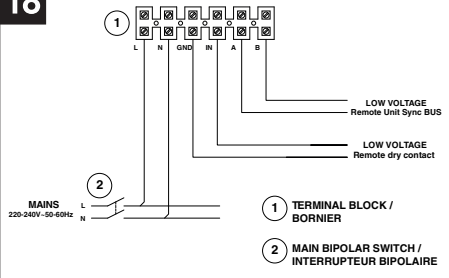 16
1
L N GND IN A B
LOW VOLTAGE
Remote Unit Sync BUS
LOW VOLTAGE
Remote dry contact
2
MAINS
220-240V~50-60Hz
L
N
1 TERMINAL BLOCK /
BORNIER
2 MAIN BIPOLAR SWITCH /
INTERRUPTEUR BIPOLAIRE